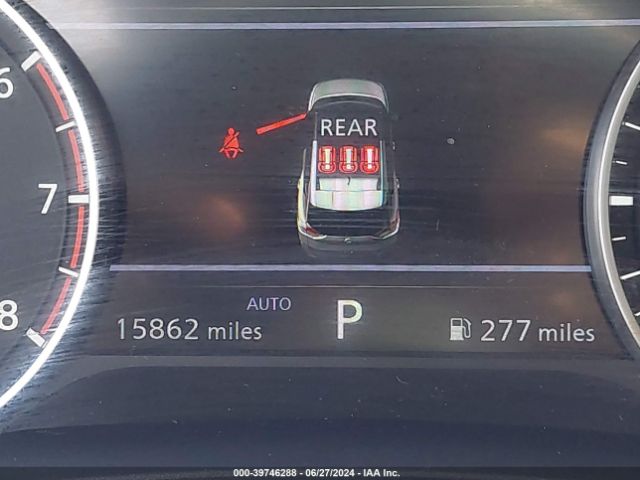 6
REAR
7
AUTO
8
15862 miles
P
277 miles
000-39746288 - 06/27/2024 - IAA Inc.